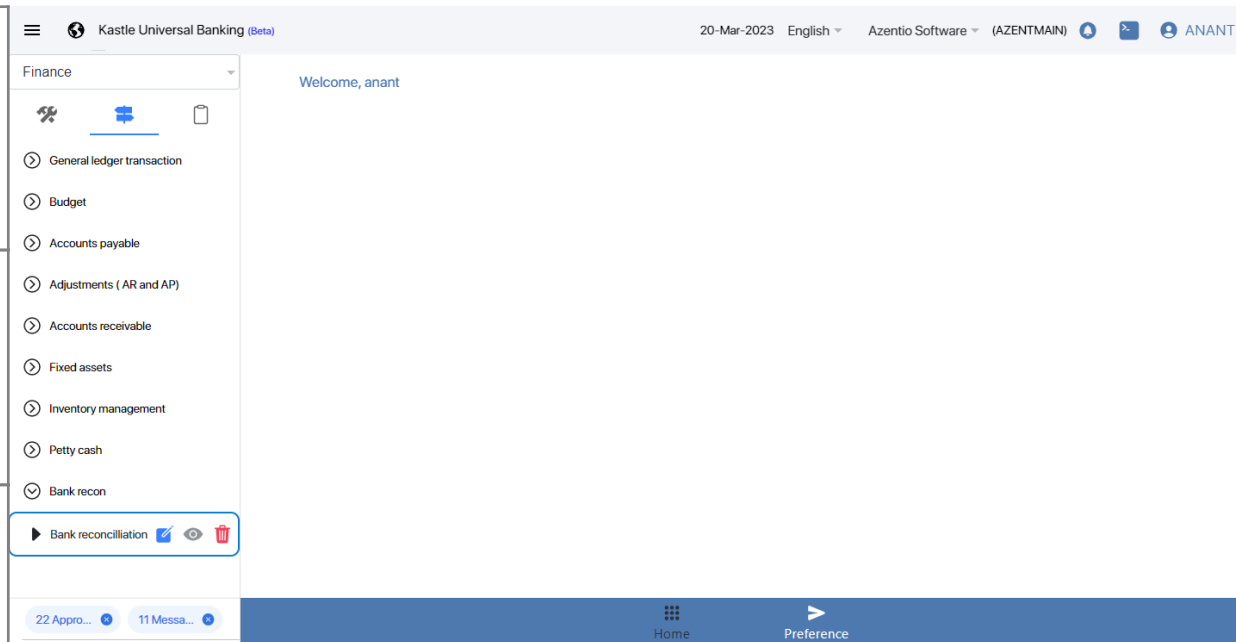 Kastle Universal Banking (Beta) 20-Mar-2023 English Azentio Software (AZENTMAIN) ANANT
Finance
Welcome, anant
General ledger transaction
Budget
Accounts payable
Adjustments ( AR and AP)
Accounts receivable
Fixed assets
Inventory management
Petty cash
Bank recon
Bank reconcilliation
22 Appro... 11 Messa...
Home Preference